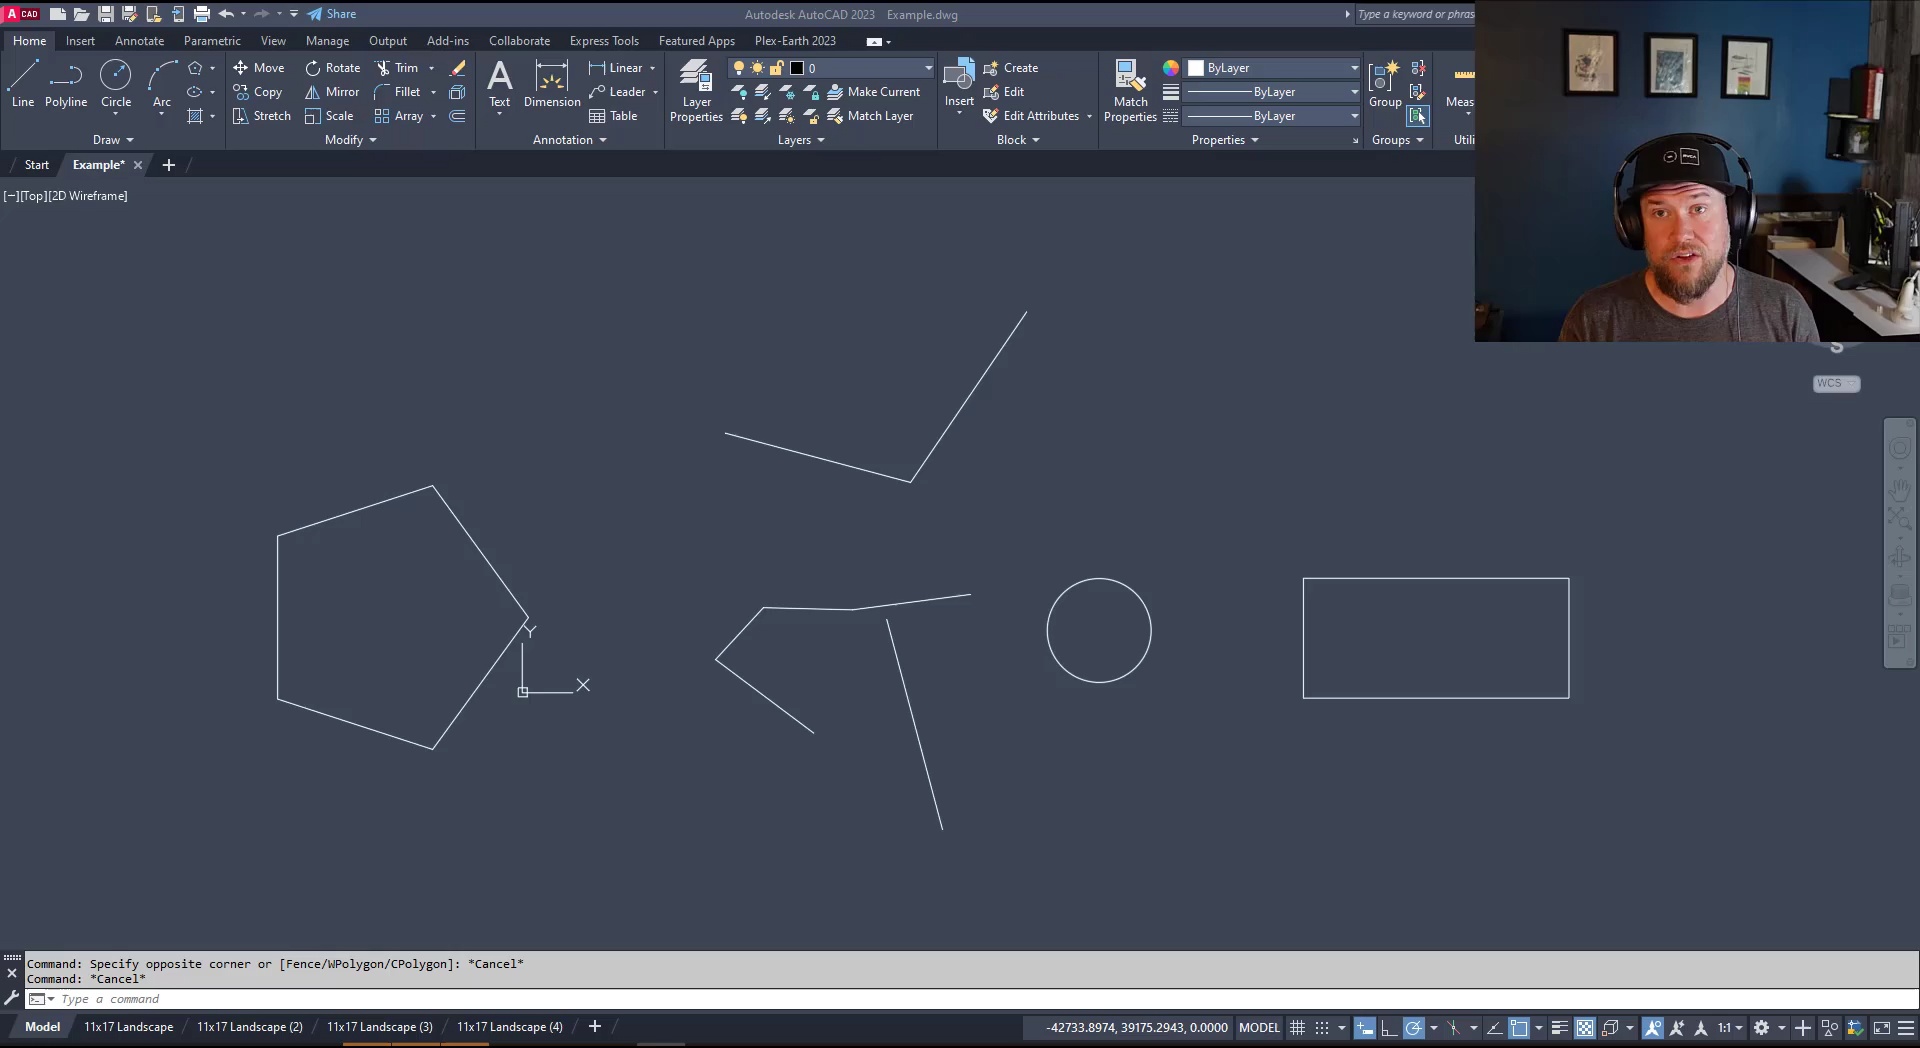 A CAD
Share
Autodesk AutoCAD 2023 Example.dwg
Type a keyword or phras
Home Insert Annotate Parametric View Manage Output Add-ins Collaborate Express Tools Featured Apps Plex-Earth 2023
Line
Polyline
Circle
Arc
Draw
Move
Rotate
Trim
Copy
Mirror
Fillet
Stretch
Scale
Array
Modify
A
Text
Dimension
Linear
Leader
Table
Annotation
Layer
Properties
0
Make Current
Match Layer
Layers
Insert
Create
Edit
Edit Attributes
Block
Match
Properties
ByLayer
ByLayer
ByLayer
Properties
Group
Groups
Meas
Utili
Start
Example*
[−][Top][2D Wireframe]
S
WCS
Y
X
Command: Specify opposite corner or [Fence/WPolygon/CPolygon]: *Cancel*
Command: *Cancel*
Type a command
Model 11x17 Landscape 11x17 Landscape (2) 11x17 Landscape (3) 11x17 Landscape (4)
-42733.8974, 39175.2943, 0.0000 MODEL 1:1